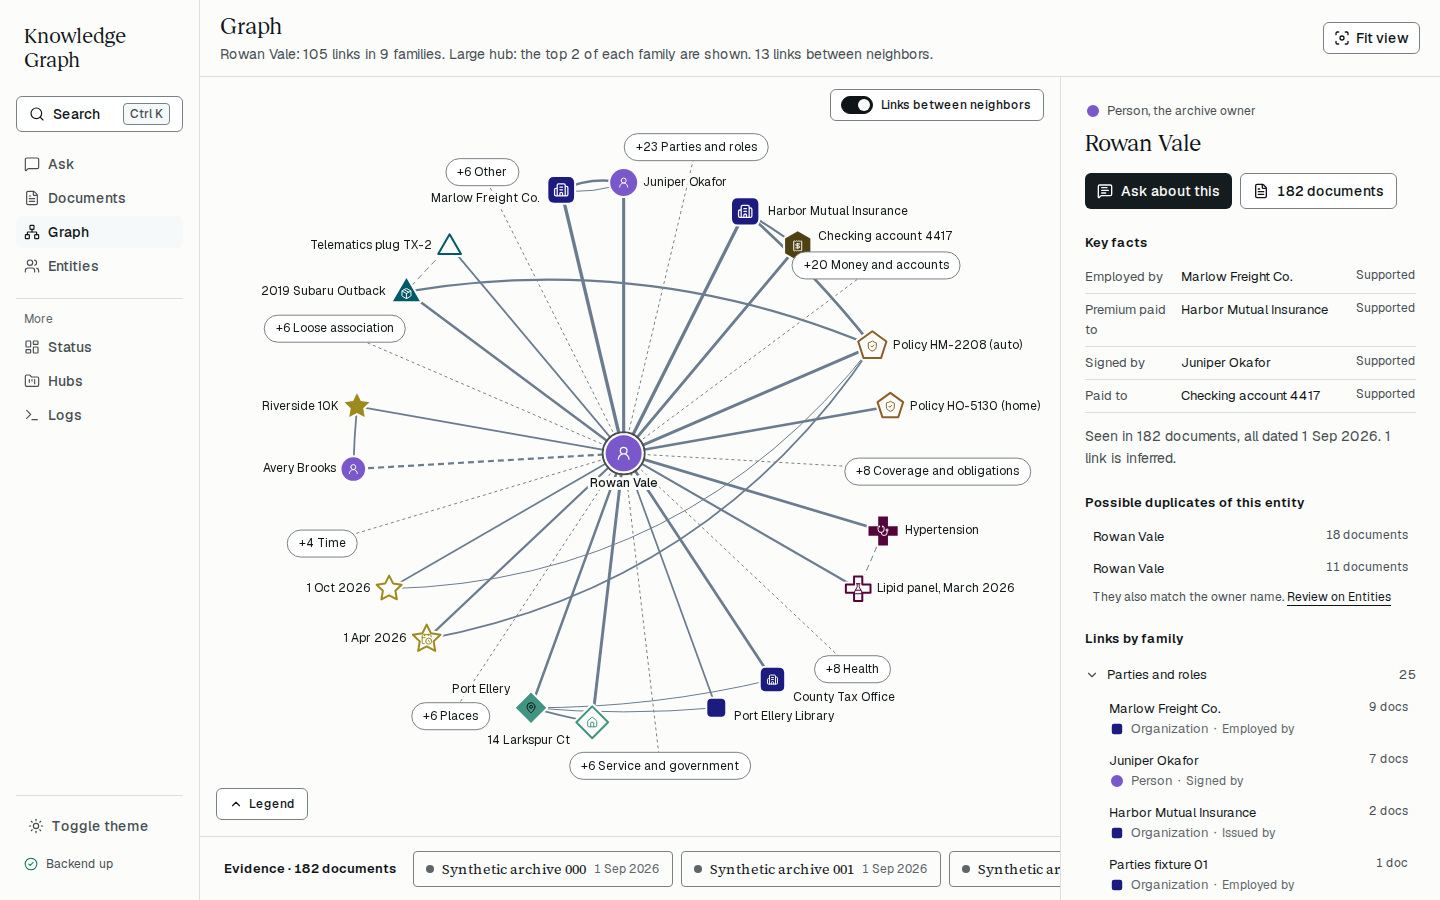 Knowledge
Graph
Search
Ctrl K
Ask
Documents
Graph
Entities
More
Status
Hubs
Logs
Toggle theme
Backend up
Graph
Rowan Vale: 105 links in 9 families. Large hub: the top 2 of each family are shown. 13 links between neighbors.
Fit view
Links between neighbors
+23 Parties and roles
+6 Other
Marlow Freight Co.
Juniper Okafor
Harbor Mutual Insurance
Checking account 4417
Telematics plug TX-2
+20 Money and accounts
2019 Subaru Outback
+6 Loose association
Policy HM-2208 (auto)
Riverside 10K
Policy HO-5130 (home)
Avery Brooks
+8 Coverage and obligations
Rowan Vale
Hypertension
+4 Time
1 Oct 2026
Lipid panel, March 2026
1 Apr 2026
+8 Health
Port Ellery
County Tax Office
+6 Places
Port Ellery Library
14 Larkspur Ct
+6 Service and government
Legend
Evidence · 182 documents
Synthetic archive 000 1 Sep 2026
Synthetic archive 001 1 Sep 2026
Synthetic ar
Person, the archive owner
Rowan Vale
Ask about this
182 documents
Key facts
Employed by Marlow Freight Co. Supported
Premium paid Harbor Mutual Insurance Supported
to
Signed by Juniper Okafor Supported
Paid to Checking account 4417 Supported
Seen in 182 documents, all dated 1 Sep 2026. 1
link is inferred.
Possible duplicates of this entity
Rowan Vale 18 documents
Rowan Vale 11 documents
They also match the owner name. Review on Entities
Links by family
Parties and roles 25
Marlow Freight Co. 9 docs
Organization · Employed by
Juniper Okafor 7 docs
Person · Signed by
Harbor Mutual Insurance 2 docs
Organization · Issued by
Parties fixture 01 1 doc
Organization · Employed by